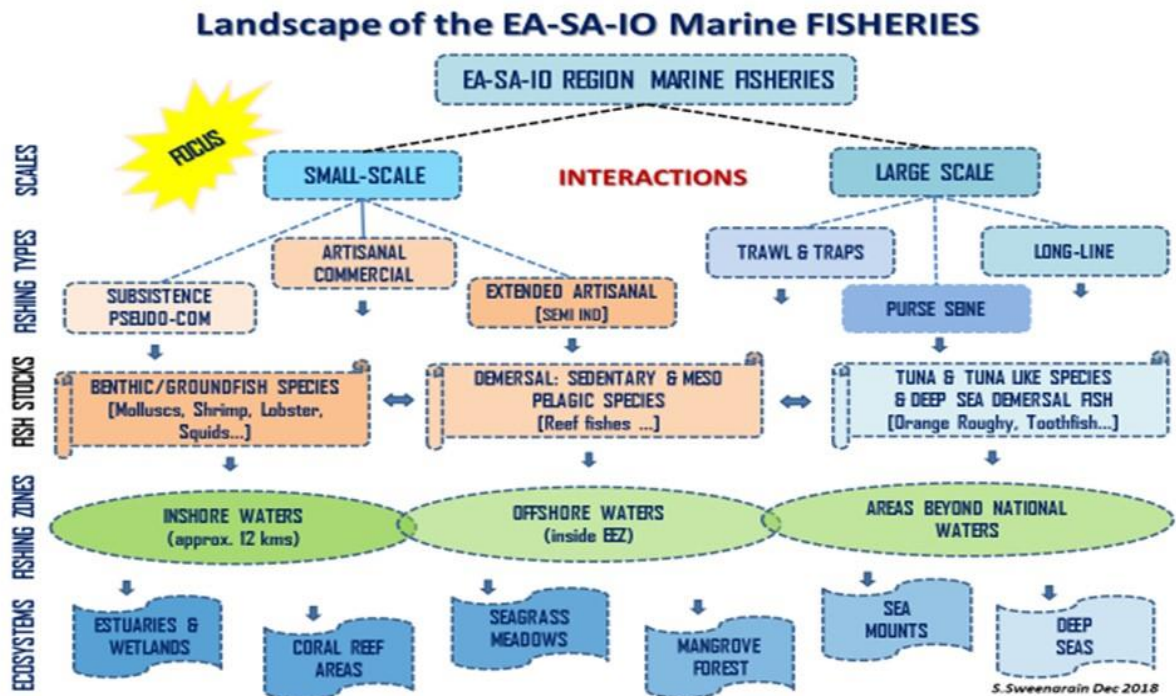 Landscape of the EA-SA-IO Marine FISHERIES
EA-SA-IO REGION MARINE FISHERIES
FOCUS
SCALES
SMALL-SCALE
INTERACTIONS
LARGE SCALE
FISHING TYPES
SUBSISTENCE
PSEUDO-COM
ARTISANAL
COMMERCIAL
EXTENDED ARTISANAL
[SEMI IND]
TRAWL & TRAPS
PURSE SEINE
LONG-LINE
FISH STOCKS
BENTHIC/GROUNDFISH SPECIES
[Molluscs, Shrimp, Lobster,
Squids...]
DEMERSAL: SEDENTARY & MESO
PELAGIC SPECIES
[Reef fishes ...]
TUNA & TUNA LIKE SPECIES
& DEEP SEA DEMERSAL FISH
[Orange Roughy, Toothfish...]
FISHING ZONES
INSHORE WATERS
(approx. 12 kms)
OFFSHORE WATERS
(inside EEZ)
AREAS BEYOND NATIONAL
WATERS
ECOSYSTEMS
ESTUARIES &
WETLANDS
CORAL REEF
AREAS
SEAGRASS
MEADOWS
MANGROVE
FOREST
SEA
MOUNTS
DEEP
SEAS
S.Sweenarain Dec 2018